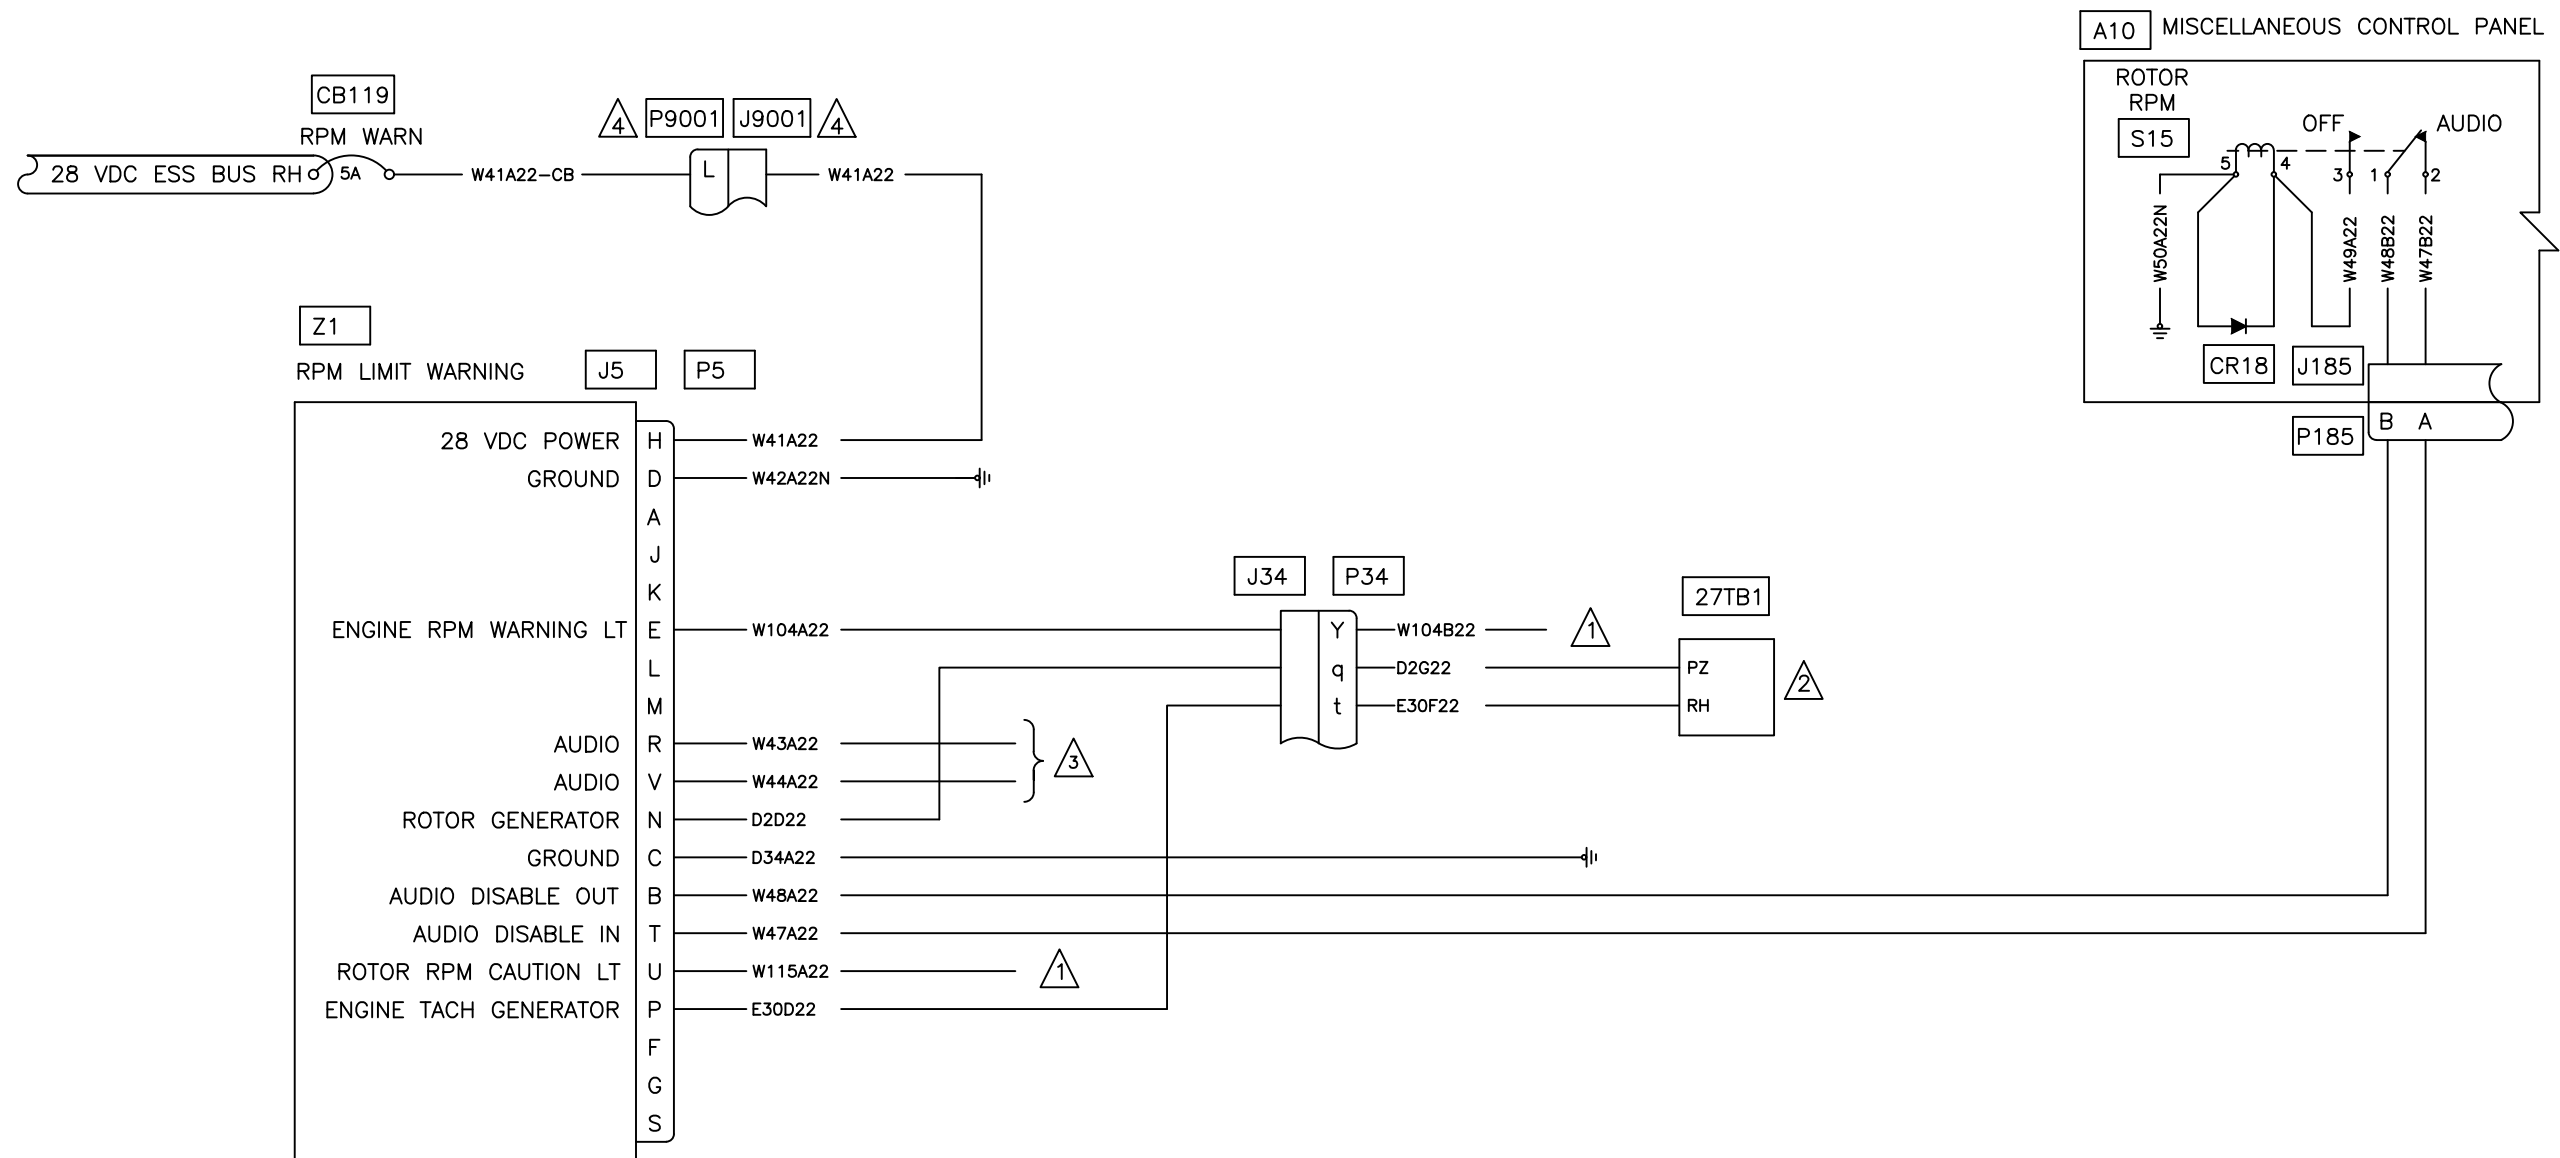 A10 MISCELLANEOUS CONTROL PANEL
ROTOR
RPM
S15
OFF
AUDIO
5 4 3 1 2
W50A22N
W49A22
W48B22
W47B22
CR18
J185
P185
B A
CB119
RPM WARN
28 VDC ESS BUS RH 5A W41A22-CB
4 P9001 J9001 4
L W41A22
Z1
RPM LIMIT WARNING J5 P5
28 VDC POWER H W41A22
GROUND D W42A22N
A
J
K
J34 P34 27TB1
ENGINE RPM WARNING LT E W104A22 Y W104B22 1
L q D2G22 PZ
2
M t E30F22 RH
AUDIO R W43A22
3
AUDIO V W44A22
ROTOR GENERATOR N D2D22
GROUND C D34A22
AUDIO DISABLE OUT B W48A22
AUDIO DISABLE IN T W47A22
ROTOR RPM CAUTION LT U W115A22 1
ENGINE TACH GENERATOR P E30D22
F
G
S